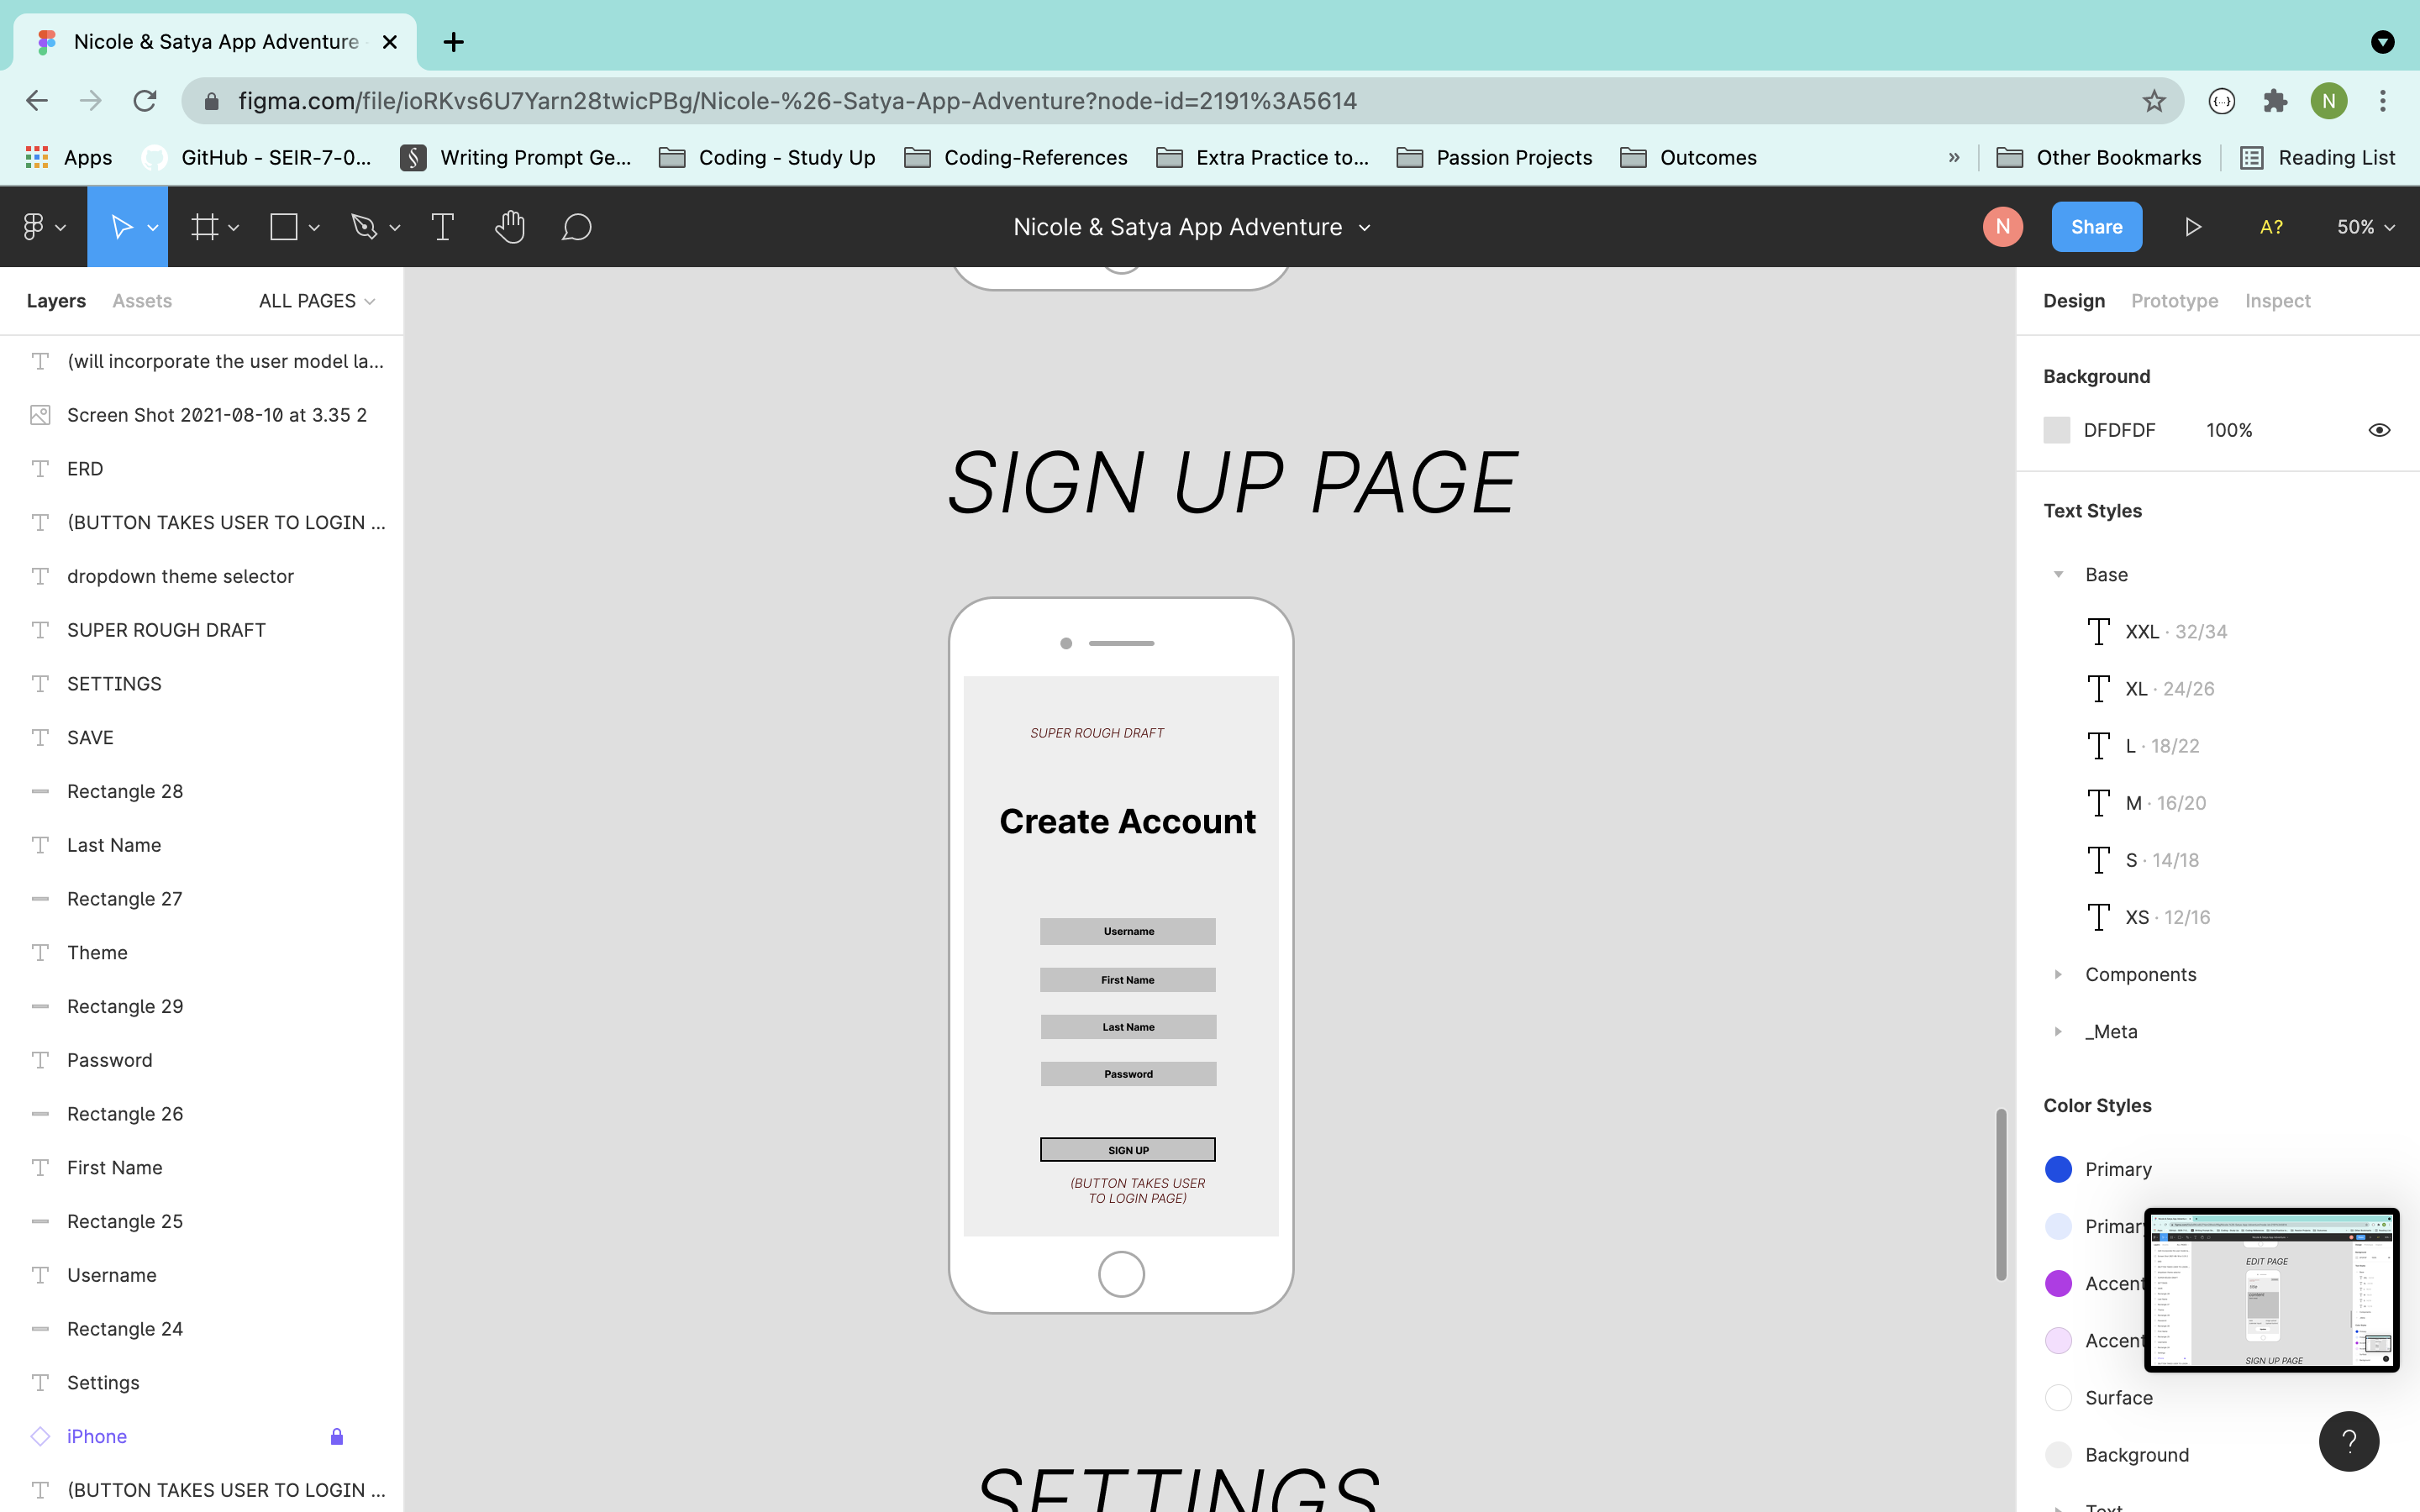 Nicole & Satya App Adventure
figma.com/file/ioRKvs6U7Yarn28twicPBg/Nicole-%26-Satya-App-Adventure?node-id=2191%3A5614
N
Apps
GitHub - SEIR-7-0...
Writing Prompt Ge...
Coding - Study Up
Coding-References
Extra Practice to...
Passion Projects
Outcomes
»
Other Bookmarks
Reading List
Nicole & Satya App Adventure
N
Share
A?
50%
Layers
Assets
ALL PAGES
(will incorporate the user model la...
Screen Shot 2021-08-10 at 3.35 2
ERD
(BUTTON TAKES USER TO LOGIN ...
dropdown theme selector
SUPER ROUGH DRAFT
SETTINGS
SAVE
Rectangle 28
Last Name
Rectangle 27
Theme
Rectangle 29
Password
Rectangle 26
First Name
Rectangle 25
Username
Rectangle 24
Settings
iPhone
(BUTTON TAKES USER TO LOGIN ...
SIGN UP PAGE
SUPER ROUGH DRAFT
Create Account
Username
First Name
Last Name
Password
SIGN UP
(BUTTON TAKES USER
TO LOGIN PAGE)
SETTINGS
Design
Prototype
Inspect
Background
DFDFDF
100%
Text Styles
Base
XXL · 32/34
XL · 24/26
L · 18/22
M · 16/20
S · 14/18
XS · 12/16
Components
_Meta
Color Styles
Primary
Primar
Accent
Accent
Surface
Background
Text
EDIT PAGE
SIGN UP PAGE
?